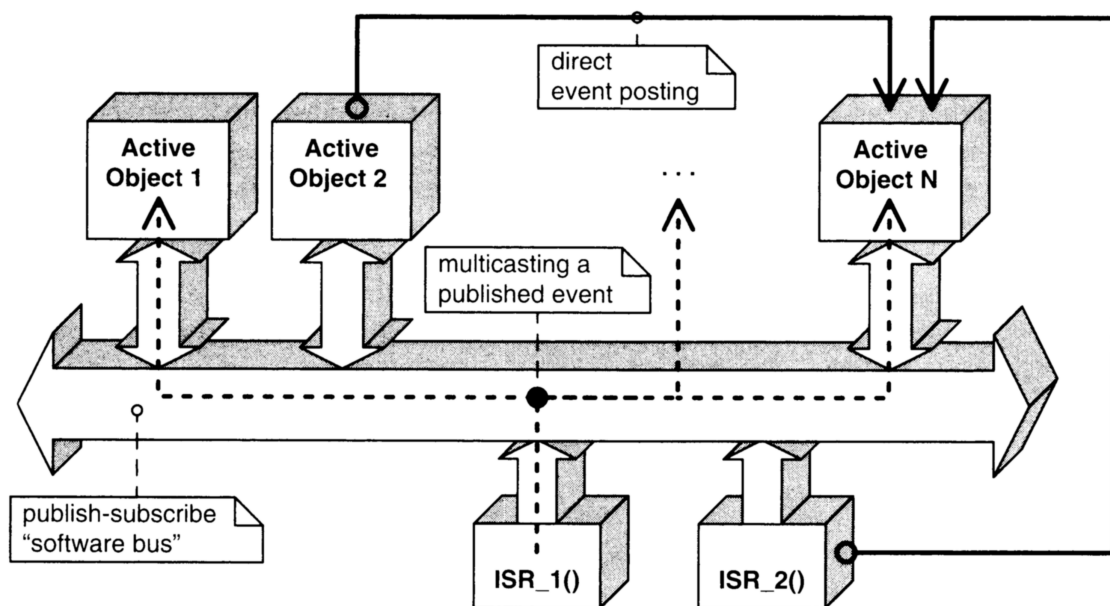 direct
event posting
Active
Object 1
Active
Object 2
...
Active
Object N
multicasting a
published event
publish-subscribe
“software bus”
ISR_1()
ISR_2()